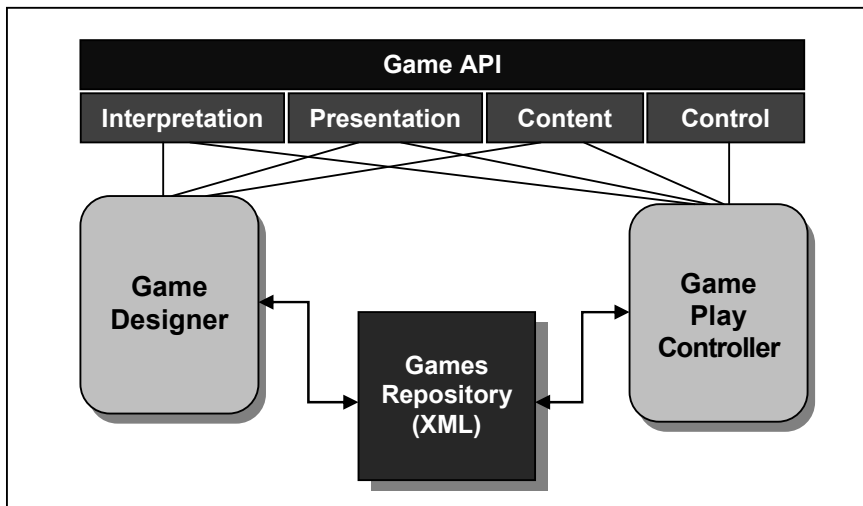 Game API
Interpretation
Presentation
Content
Control
Game
Designer
Games
Repository
(XML)
Game
Play
Controller